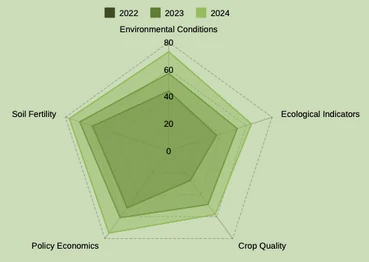 2022 2023 2024
Environmental Conditions
80
60
40
20
0
Soil Fertility
Ecological Indicators
Policy Economics
Crop Quality